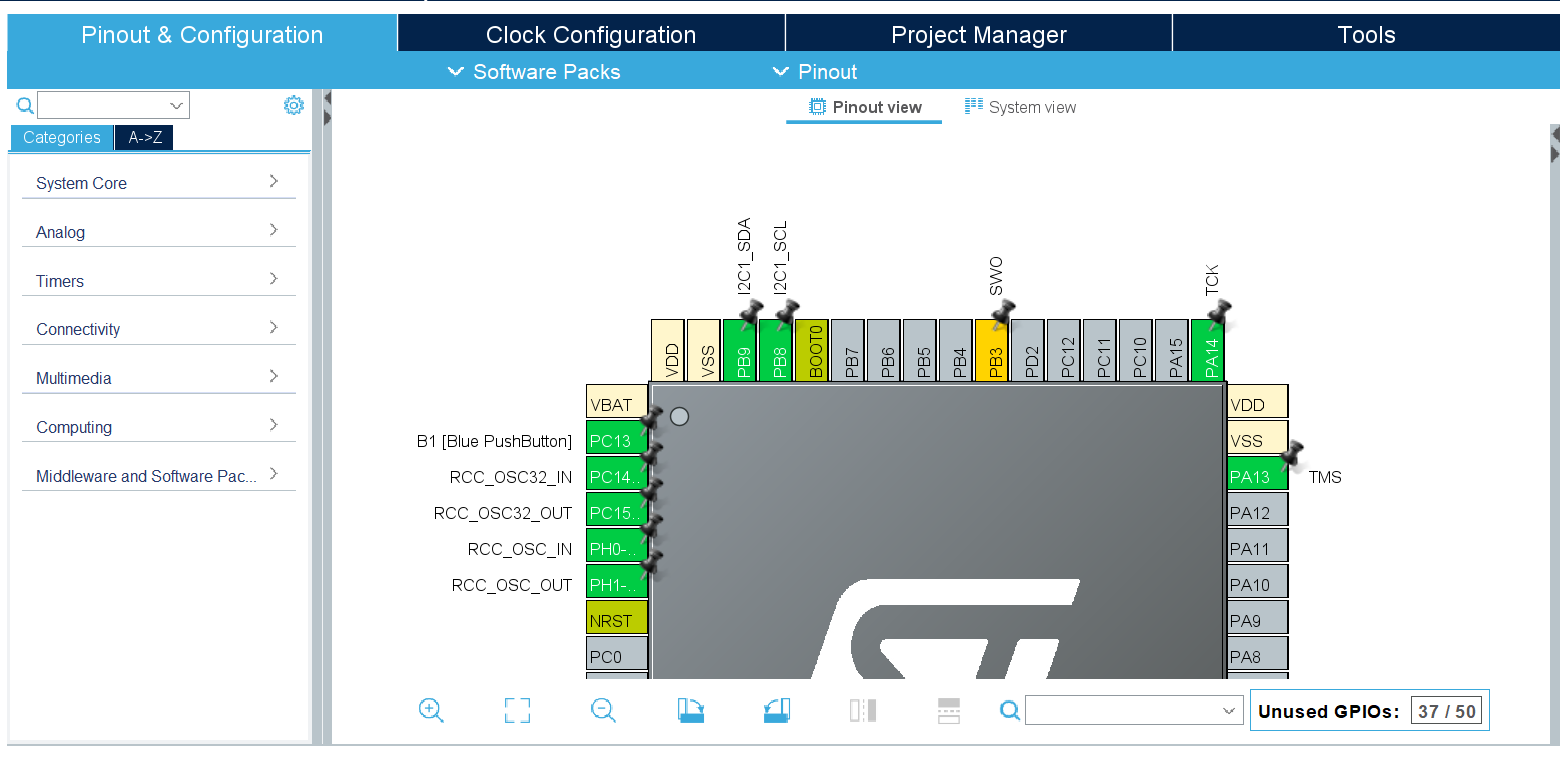 Pinout & Configuration
Clock Configuration
Project Manager
Tools
Software Packs
Pinout
Pinout view
System view
Categories
A->Z
System Core
Analog
Timers
Connectivity
Multimedia
Computing
Middleware and Software Pac...
I2C1_SDA
I2C1_SCL
SWO
TCK
VDD
VSS
PB9
PB8
BOOT0
PB7
PB6
PB5
PB4
PB3
PD2
PC12
PC11
PC10
PA15
PA14
VBAT
B1 [Blue PushButton] PC13
RCC_OSC32_IN PC14..
RCC_OSC32_OUT PC15..
RCC_OSC_IN PH0-..
RCC_OSC_OUT PH1-..
NRST
PC0
VDD
VSS
PA13 TMS
PA12
PA11
PA10
PA9
PA8
Unused GPIOs: 37 / 50